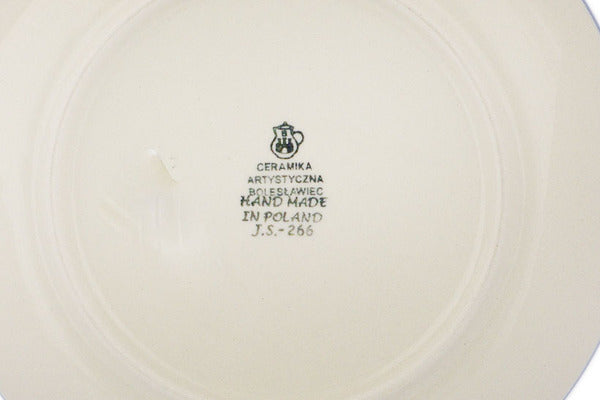 B
CERAMIKA
ARTYSTYCZNA
BOLESŁAWIEC
HAND MADE
IN POLAND
J.S.-266